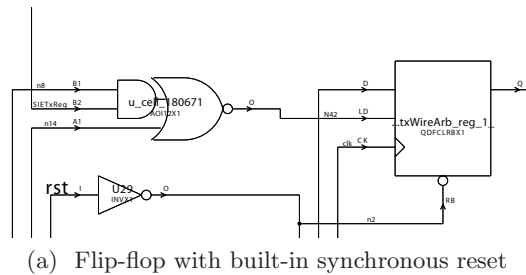 n8 B1
SIETxReq B2
u_cell_180671
AOI12X1
O
n14 A1
D
N42 LD
clk CK
...txWireArb_reg_1_
QDFCLRBX1
Q
rst I
U29
INVX1
O
n2
RB
(a) Flip-flop with built-in synchronous reset